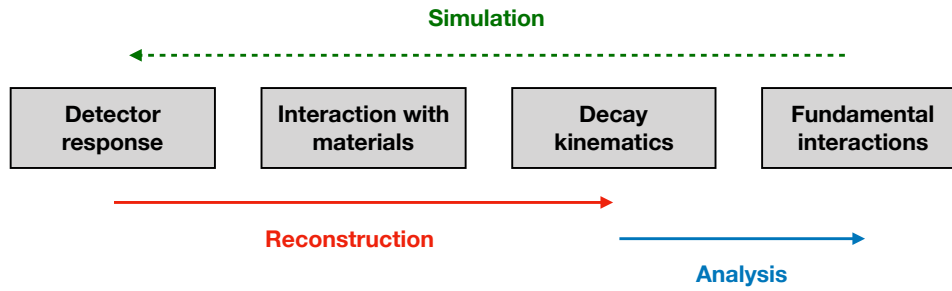 Simulation
Detector
response
Interaction with
materials
Decay
kinematics
Fundamental
interactions
Reconstruction
Analysis